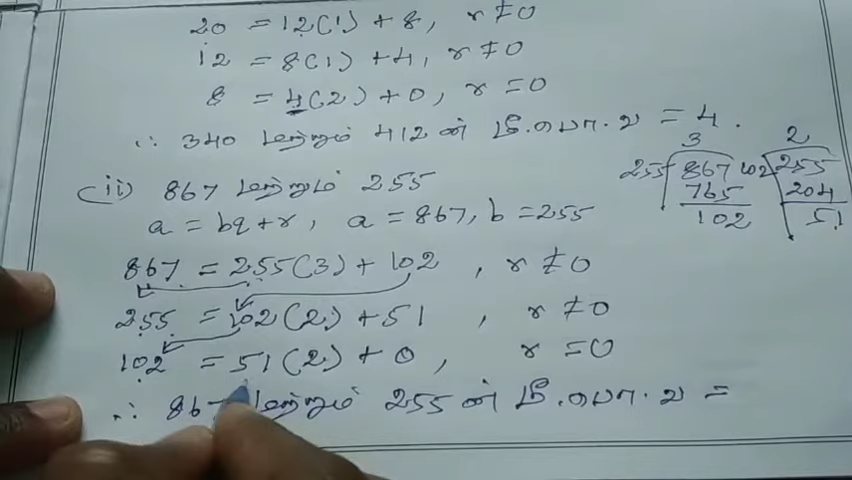 20 = 12(1) + 8, r ≠ 0
12 = 8(1) + 4, r ≠ 0
8 = 4(2) + 0, r = 0
∴ 340 மற்றும் 412 ன் மீ.பொ.வ = 4.
(ii) 867 மற்றும் 255
a = bq + r, a = 867, b = 255
867 = 255(3) + 102, r ≠ 0
255 = 102(2) + 51, r ≠ 0
102 = 51(2) + 0, r = 0
∴ 867 மற்றும் 255 ன் மீ.பொ.வ =
3
255 867
765
102
2
102 255
204
51